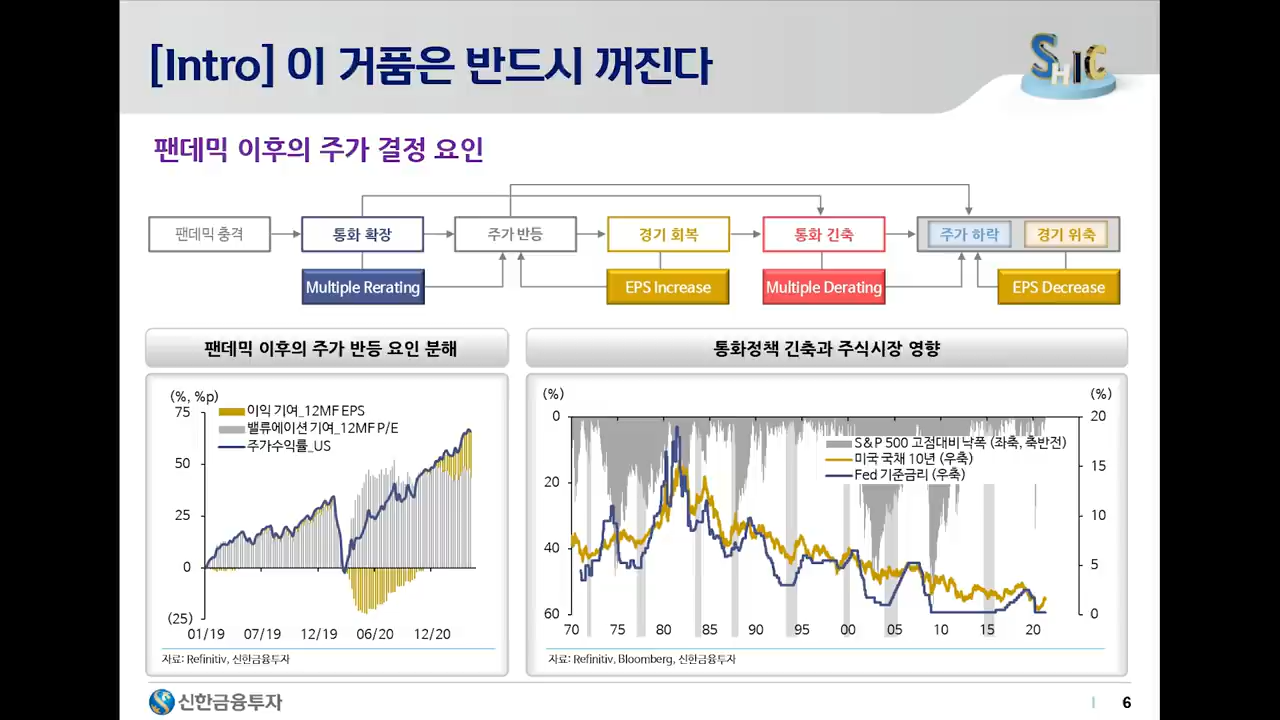 [Intro] 이 거품은 반드시 꺼진다
SHIC
팬데믹 이후의 주가 결정 요인
팬데믹 충격
통화 확장
주가 반등
경기 회복
통화 긴축
주가 하락
경기 위축
Multiple Rerating
EPS Increase
Multiple Derating
EPS Decrease
팬데믹 이후의 주가 반등 요인 분해
(%, %p)
75
50
25
0
(25)
이익 기여_12MF EPS
밸류에이션 기여_12MF P/E
주가수익률_US
01/19 07/19 12/19 06/20 12/20
자료: Refinitiv, 신한금융투자
통화정책 긴축과 주식시장 영향
(%) (%)
0
20
40
60
20
15
10
5
0
S&P 500 고점대비 낙폭 (좌축, 축반전)
미국 국채 10년 (우축)
Fed 기준금리 (우축)
70 75 80 85 90 95 00 05 10 15 20
자료: Refinitiv, Bloomberg, 신한금융투자
신한금융투자
6